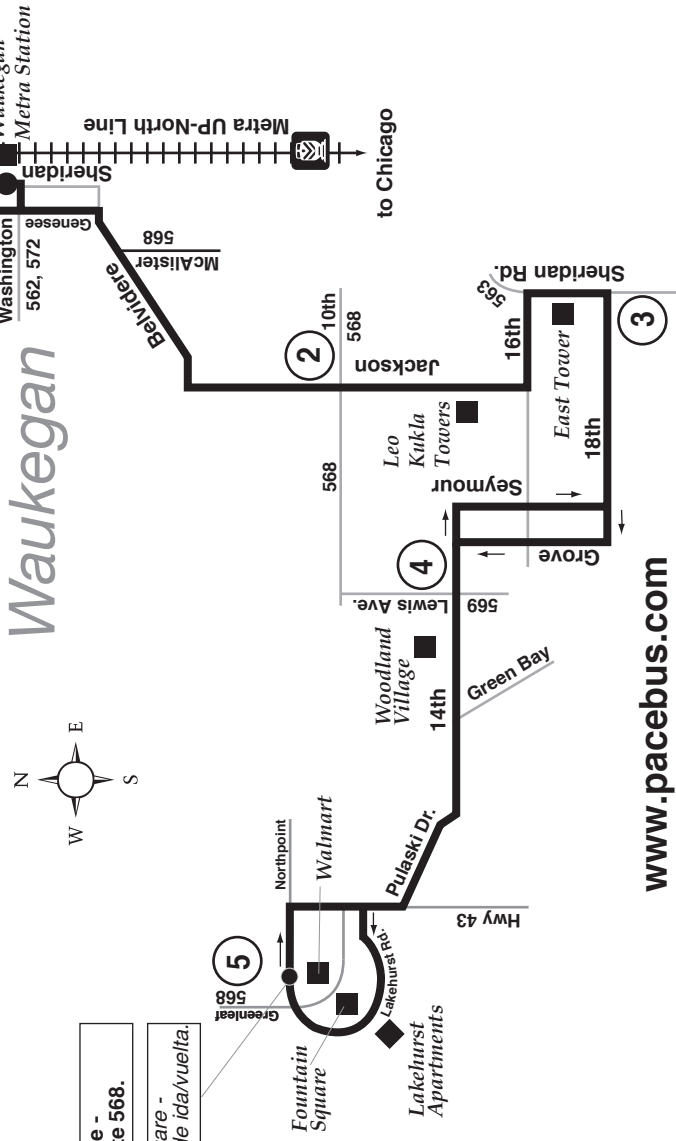 Metra Station
Metra UP-North Line
to Chicago
Sheridan
Genesee
Washington
562, 572
568
McAlister
Belvidere
Waukegan
2
10th
568
Jackson
568
563
Sheridan Rd.
16th
3
East Tower
18th
Leo
Kukla
Towers
Seymour
Grove
4
Lewis Ave.
569
Woodland
Village
14th
Green Bay
N
W
E
S
Pulaski Dr.
Northpoint
Walmart
Hwy 43
5
568
Greenleaf
Lakehurst Rd.
Fountain
Square
Lakehurst
Apartments
e -
te 568.
are -
de ida/vuelta.
www.pacebus.com